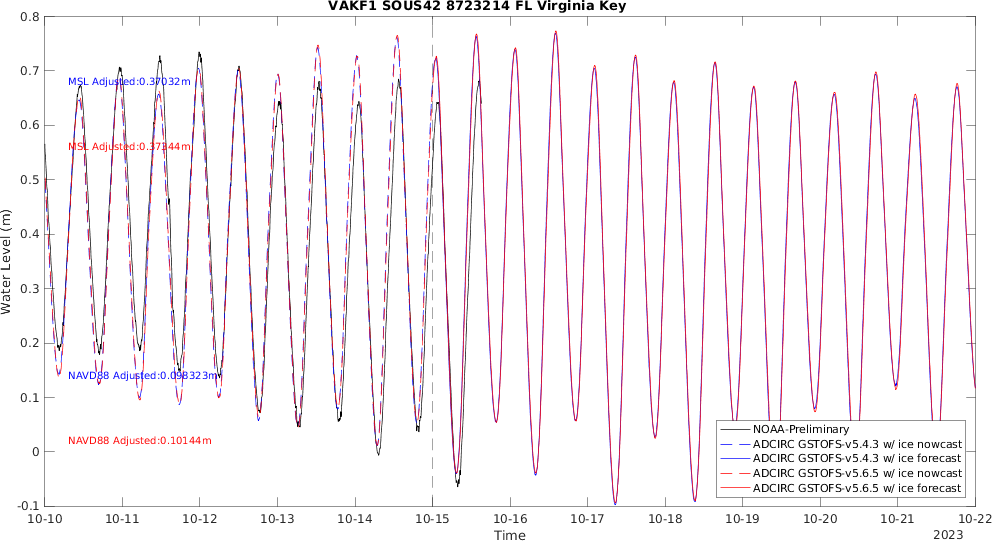 VAKF1 SOUS42 8723214 FL Virginia Key
0.8
0.7
0.6
0.5
0.4
0.3
0.2
0.1
0
-0.1
Water Level (m)
MSL Adjusted:0.37032m
MSL Adjusted:0.37244m
NAVD88 Adjusted:0.098323m
NAVD88 Adjusted:0.10144m
NOAA-Preliminary
ADCIRC GSTOFS-v5.4.3 w/ ice nowcast
ADCIRC GSTOFS-v5.4.3 w/ ice forecast
ADCIRC GSTOFS-v5.6.5 w/ ice nowcast
ADCIRC GSTOFS-v5.6.5 w/ ice forecast
10-10 10-11 10-12 10-13 10-14 10-15 10-16 10-17 10-18 10-19 10-20 10-21 10-22
Time
2023